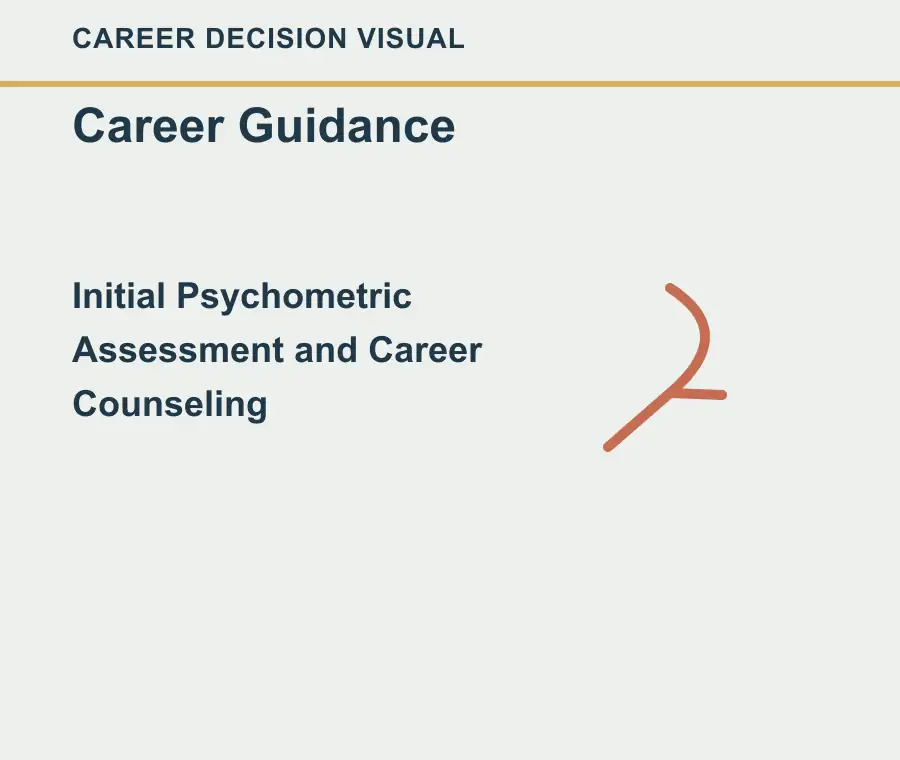 CAREER DECISION VISUAL
Career Guidance
Initial Psychometric
Assessment and Career
Counseling